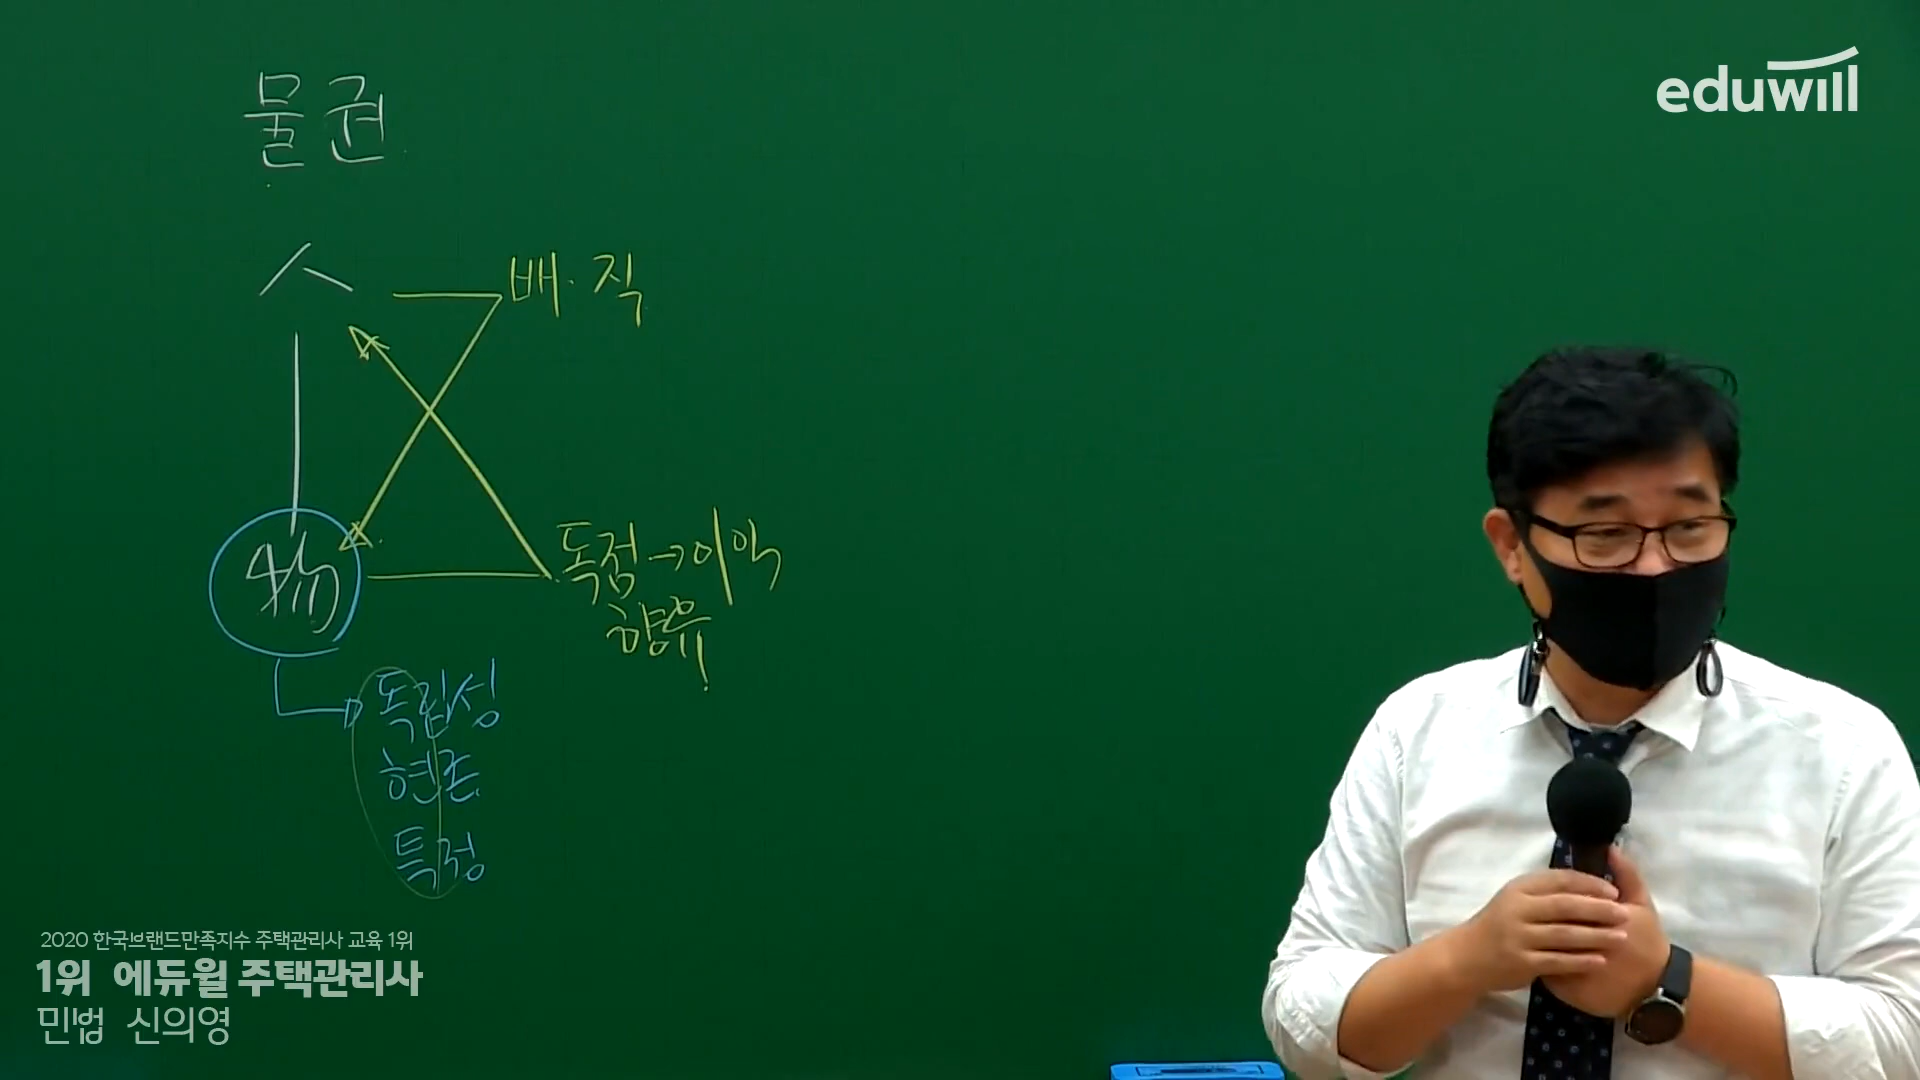 eduwill
물권
人
배·직
物
독점→이익
향유
독립성
현존
특정
2020 한국브랜드만족지수 주택관리사 교육 1위
1위 에듀윌 주택관리사
민법 신의영